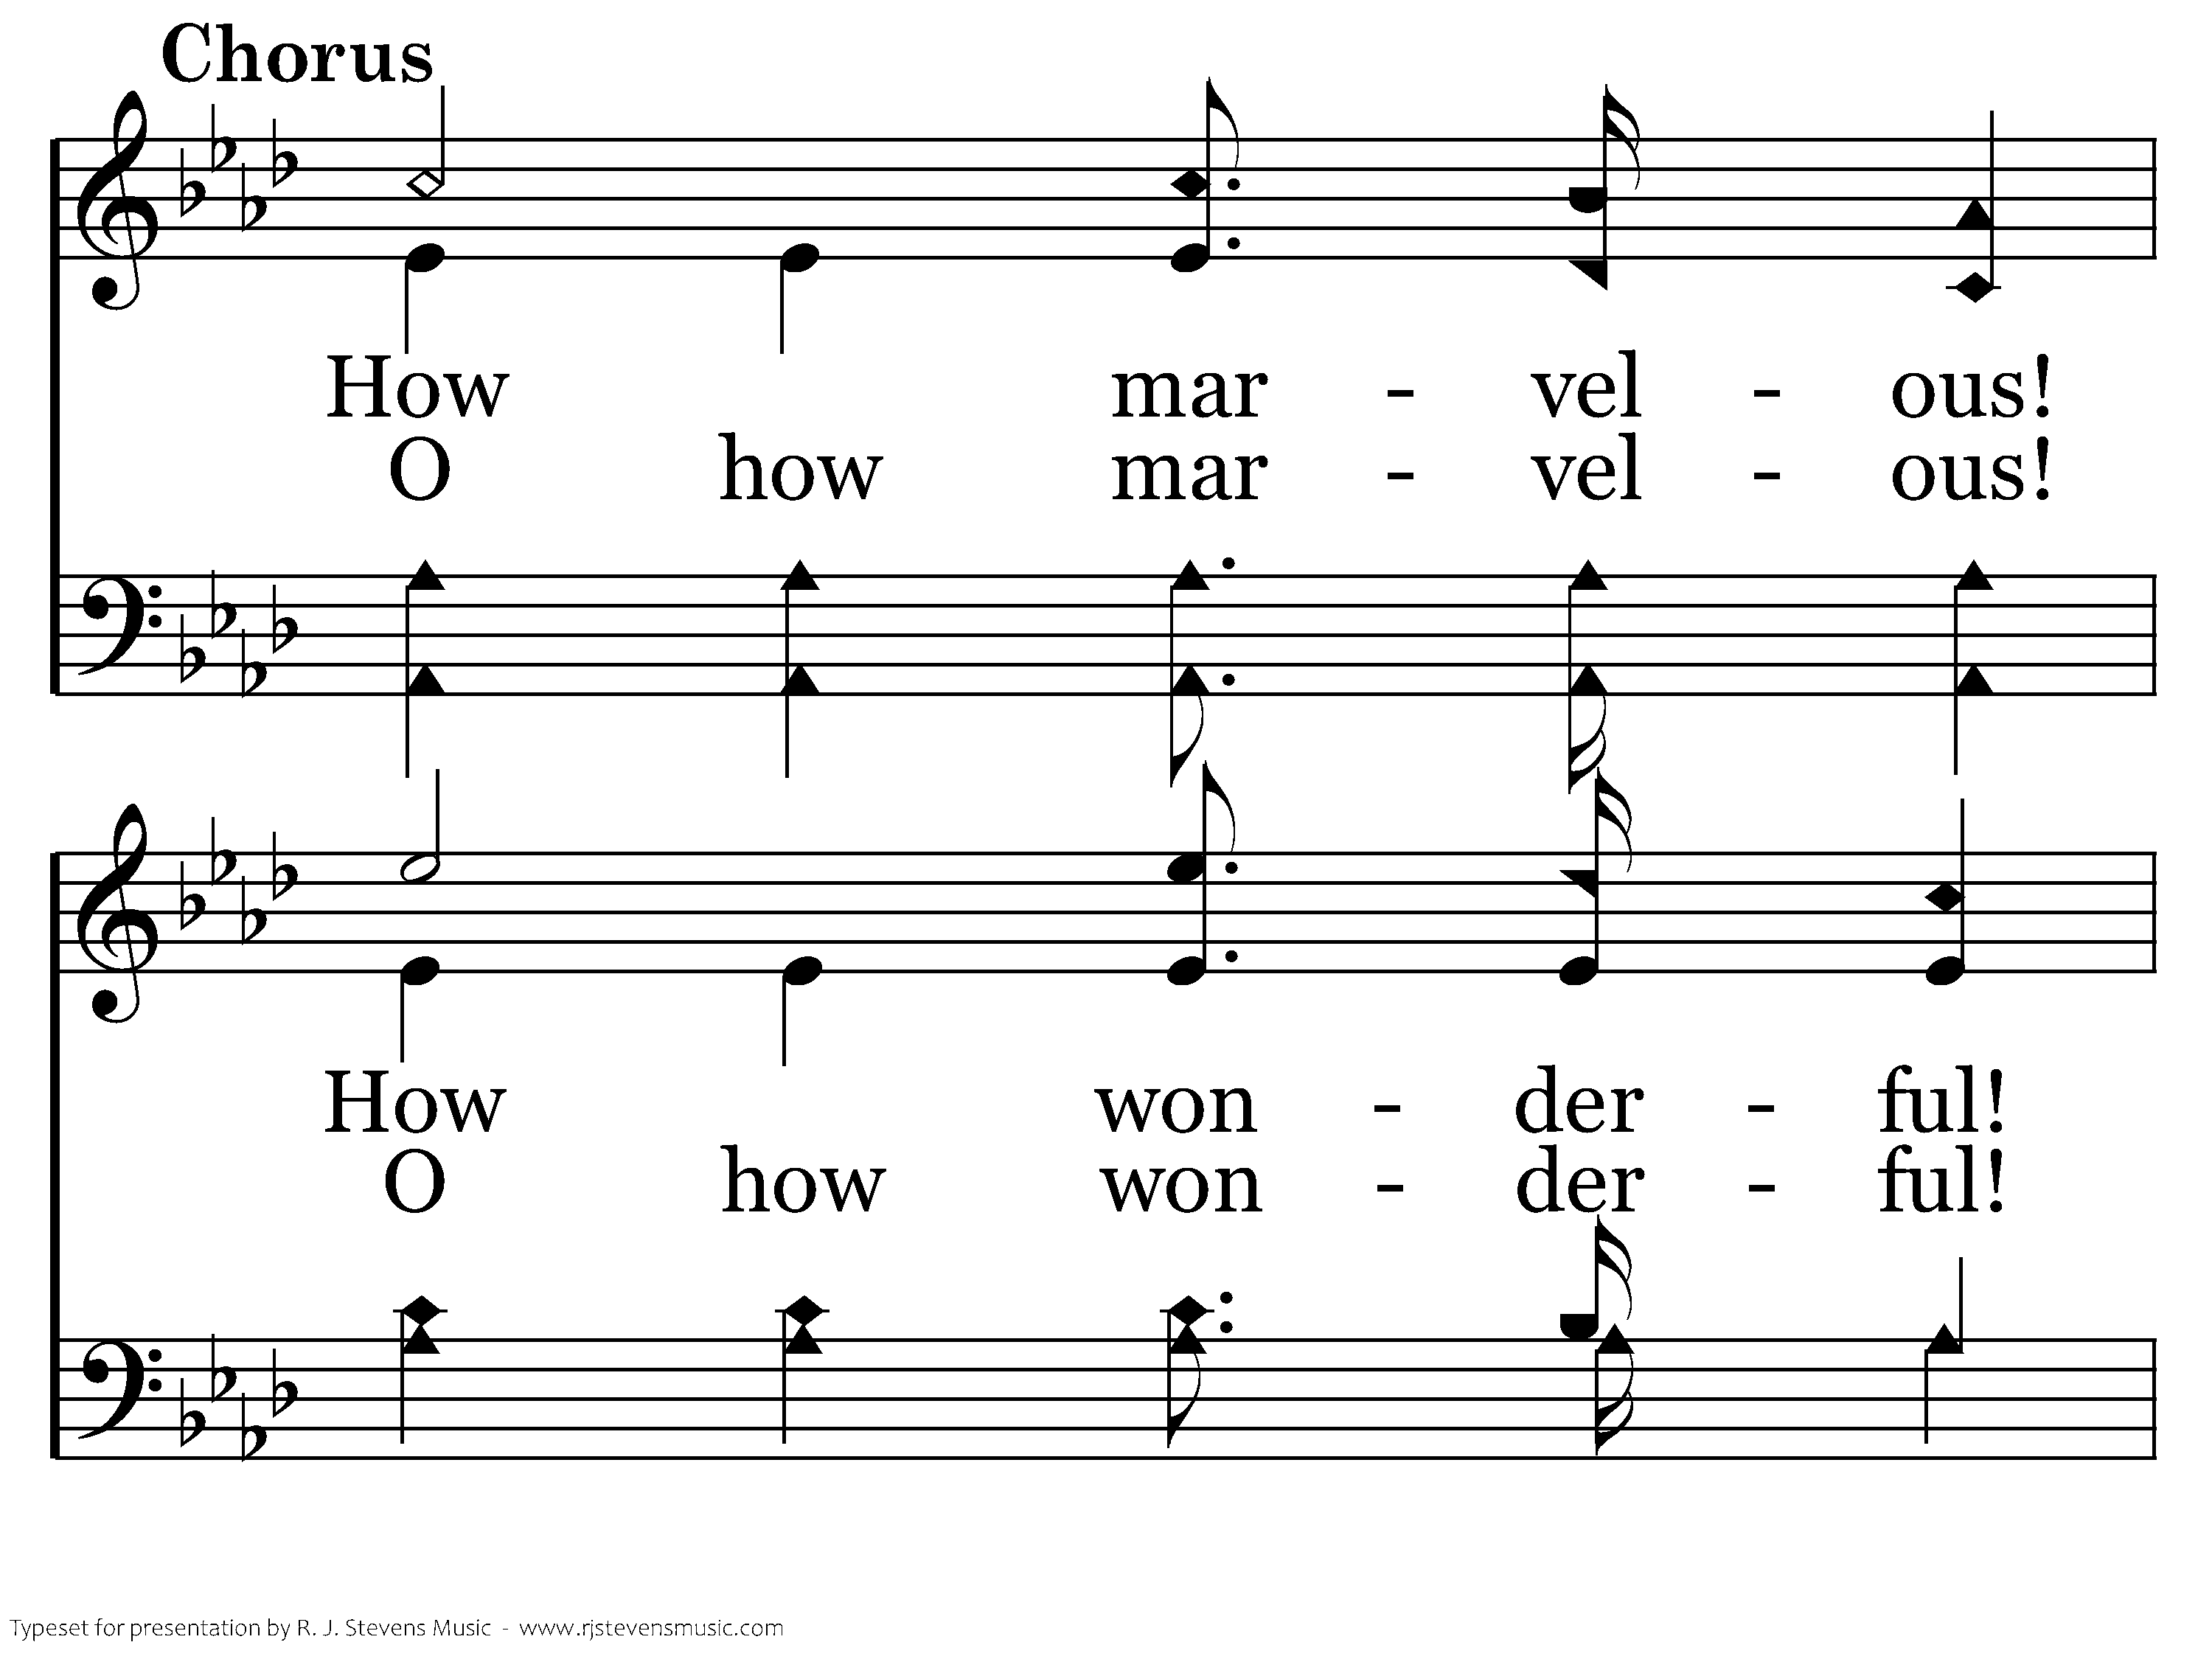 Chorus
How mar - vel - ous!
O how mar - vel - ous!
How won - der - ful!
O how won - der - ful!
Typeset for presentation by R. J. Stevens Music - www.rjstevensmusic.com